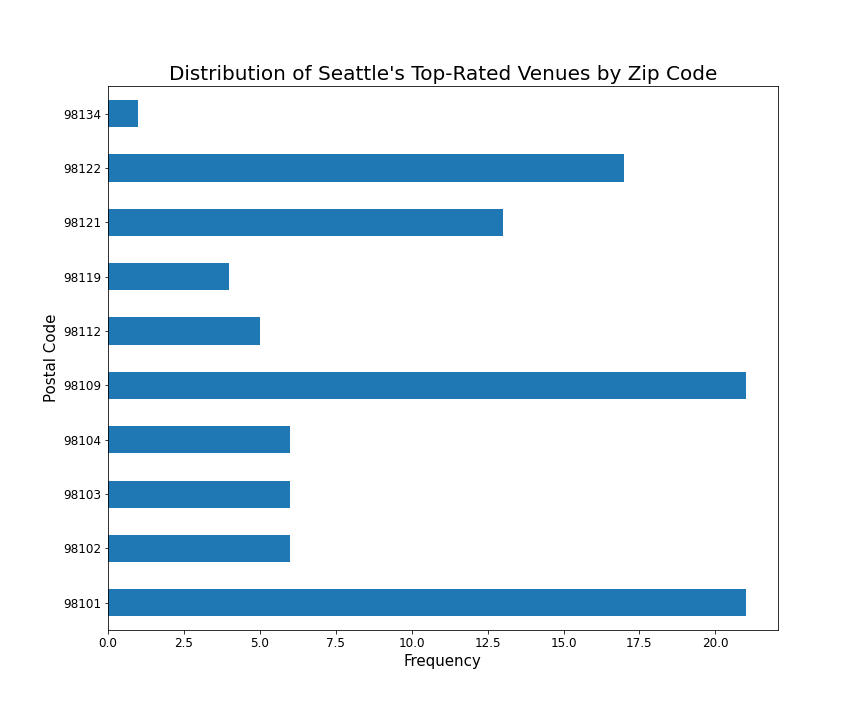 Distribution of Seattle's Top-Rated Venues by Zip Code
98134
98122
98121
98119
98112
98109
98104
98103
98102
98101
Postal Code
0.0 2.5 5.0 7.5 10.0 12.5 15.0 17.5 20.0
Frequency